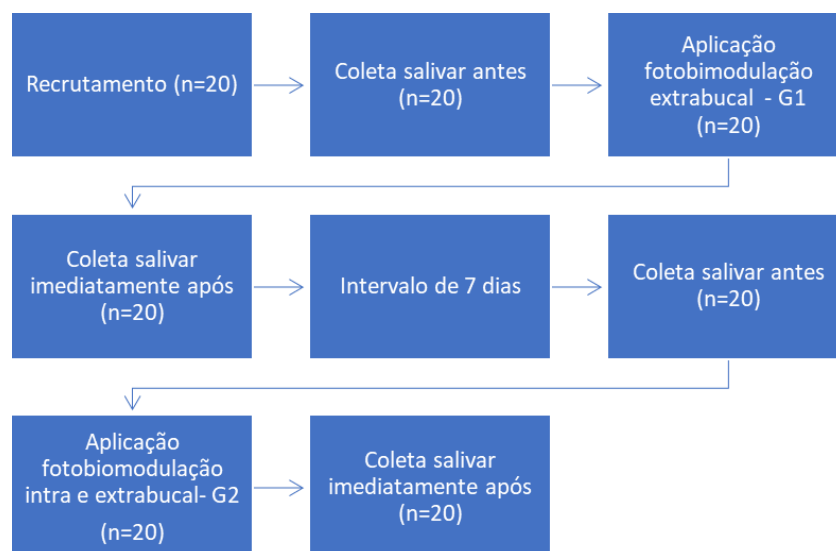 Recrutamento (n=20)
Coleta salivar antes
(n=20)
Aplicação
fotobimodulação
extrabucal - G1
(n=20)
Coleta salivar
imediatamente após
(n=20)
Intervalo de 7 dias
Coleta salivar antes
(n=20)
Aplicação
fotobiomodulação
intra e extrabucal- G2
(n=20)
Coleta salivar
imediatamente após
(n=20)